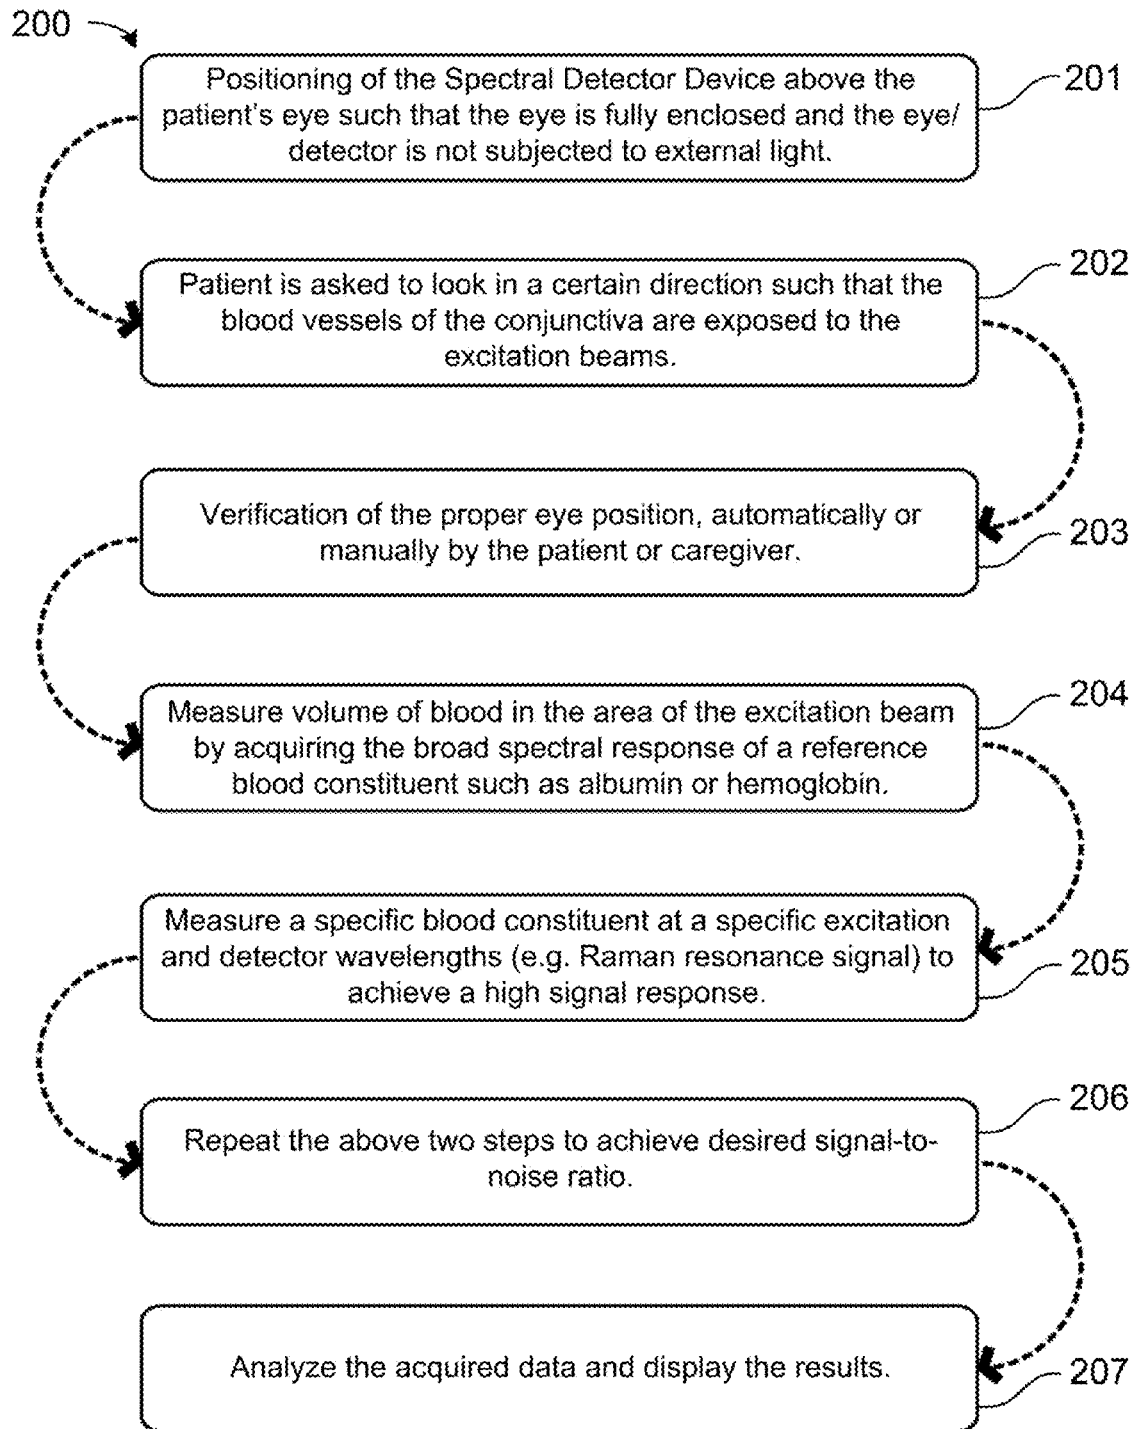 200
Positioning of the Spectral Detector Device above the
patient's eye such that the eye is fully enclosed and the eye/
detector is not subjected to external light.
201
Patient is asked to look in a certain direction such that the
blood vessels of the conjunctiva are exposed to the
excitation beams.
202
Verification of the proper eye position, automatically or
manually by the patient or caregiver.
203
Measure volume of blood in the area of the excitation beam
by acquiring the broad spectral response of a reference
blood constituent such as albumin or hemoglobin.
204
Measure a specific blood constituent at a specific excitation
and detector wavelengths (e.g. Raman resonance signal) to
achieve a high signal response.
205
Repeat the above two steps to achieve desired signal-to-
noise ratio.
206
Analyze the acquired data and display the results.
207